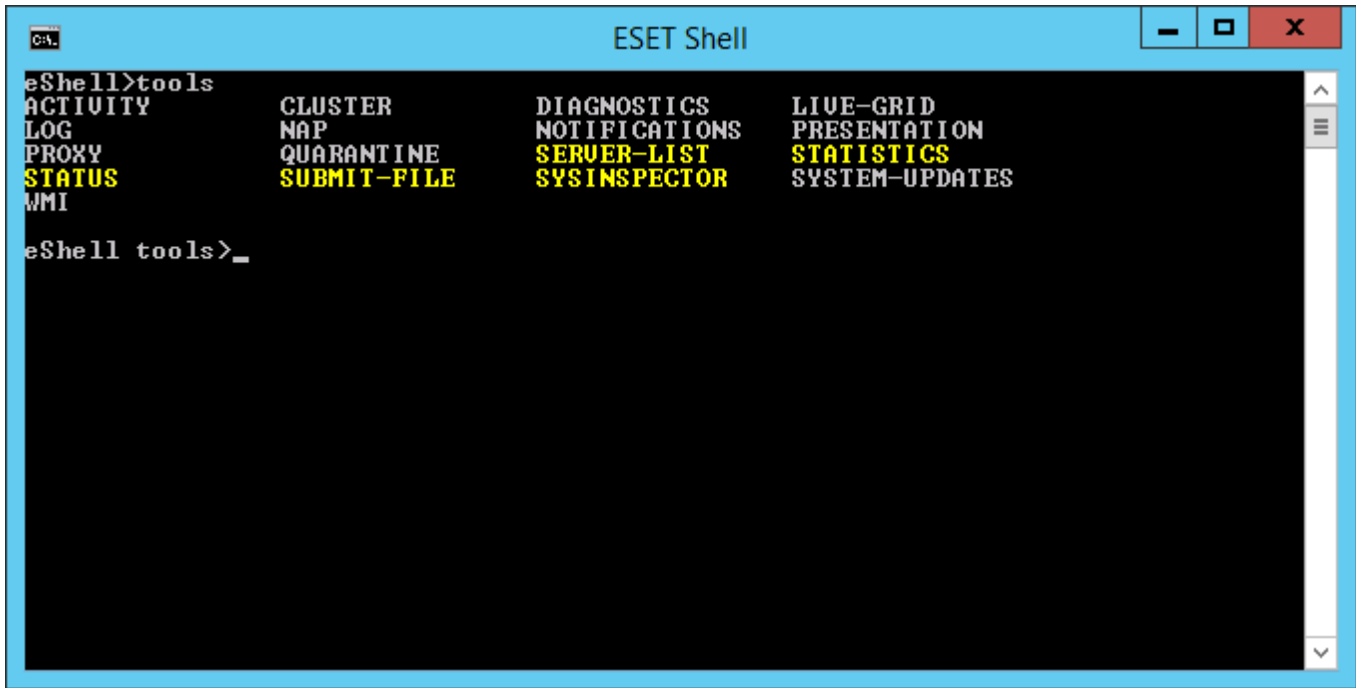 ESET Shell
eShell>tools
ACTIVITY CLUSTER DIAGNOSTICS LIVE-GRID
LOG NAP NOTIFICATIONS PRESENTATION
PROXY QUARANTINE SERVER-LIST STATISTICS
STATUS SUBMIT-FILE SYSINSPECTOR SYSTEM-UPDATES
WMI
eShell tools>_